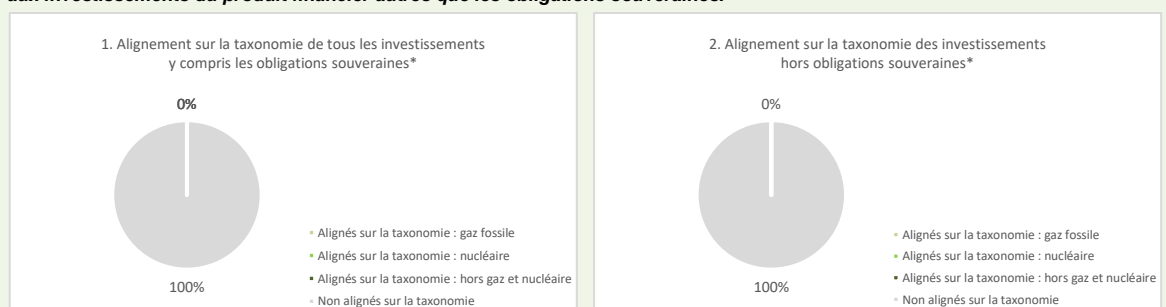 aux investissements du produit financier autres que les obligations souveraines.
1. Alignement sur la taxonomie de tous les investissements
y compris les obligations souveraines*
0%
100%
Alignés sur la taxonomie : gaz fossile
Alignés sur la taxonomie : nucléaire
Alignés sur la taxonomie : hors gaz et nucléaire
Non alignés sur la taxonomie
2. Alignement sur la taxonomie des investissements
hors obligations souveraines*
0%
100%
Alignés sur la taxonomie : gaz fossile
Alignés sur la taxonomie : nucléaire
Alignés sur la taxonomie : hors gaz et nucléaire
Non alignés sur la taxonomie